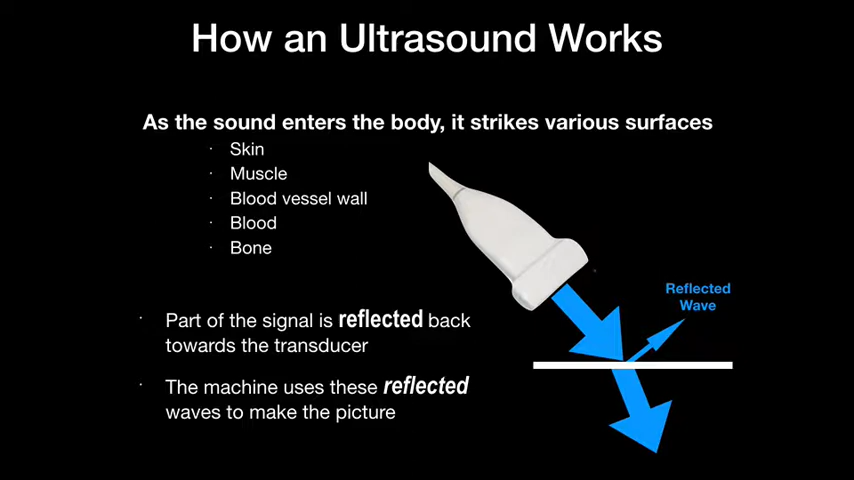 How an Ultrasound Works
As the sound enters the body, it strikes various surfaces
· Skin
· Muscle
· Blood vessel wall
· Blood
· Bone
Reflected
Wave
· Part of the signal is reflected back
towards the transducer
· The machine uses these reflected
waves to make the picture